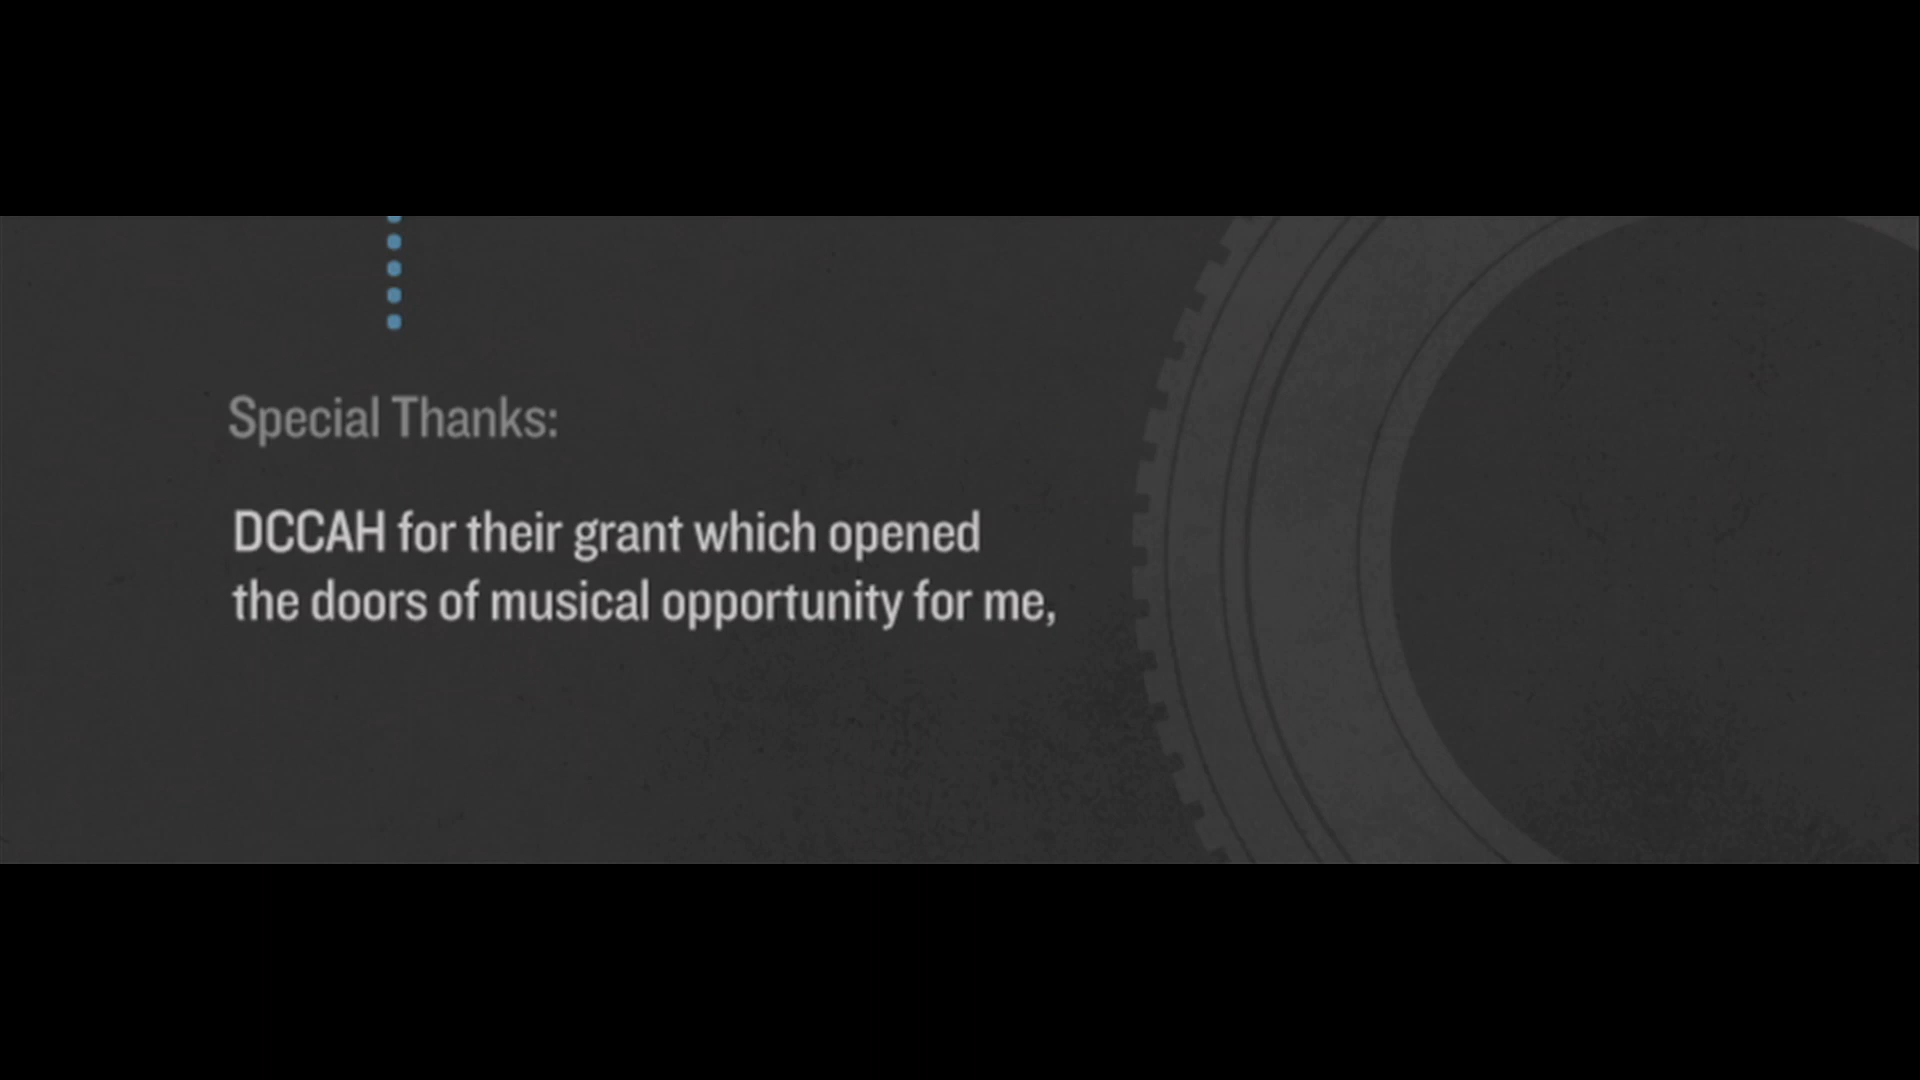 Special Thanks:
DCCAH for their grant which opened
the doors of musical opportunity for me,